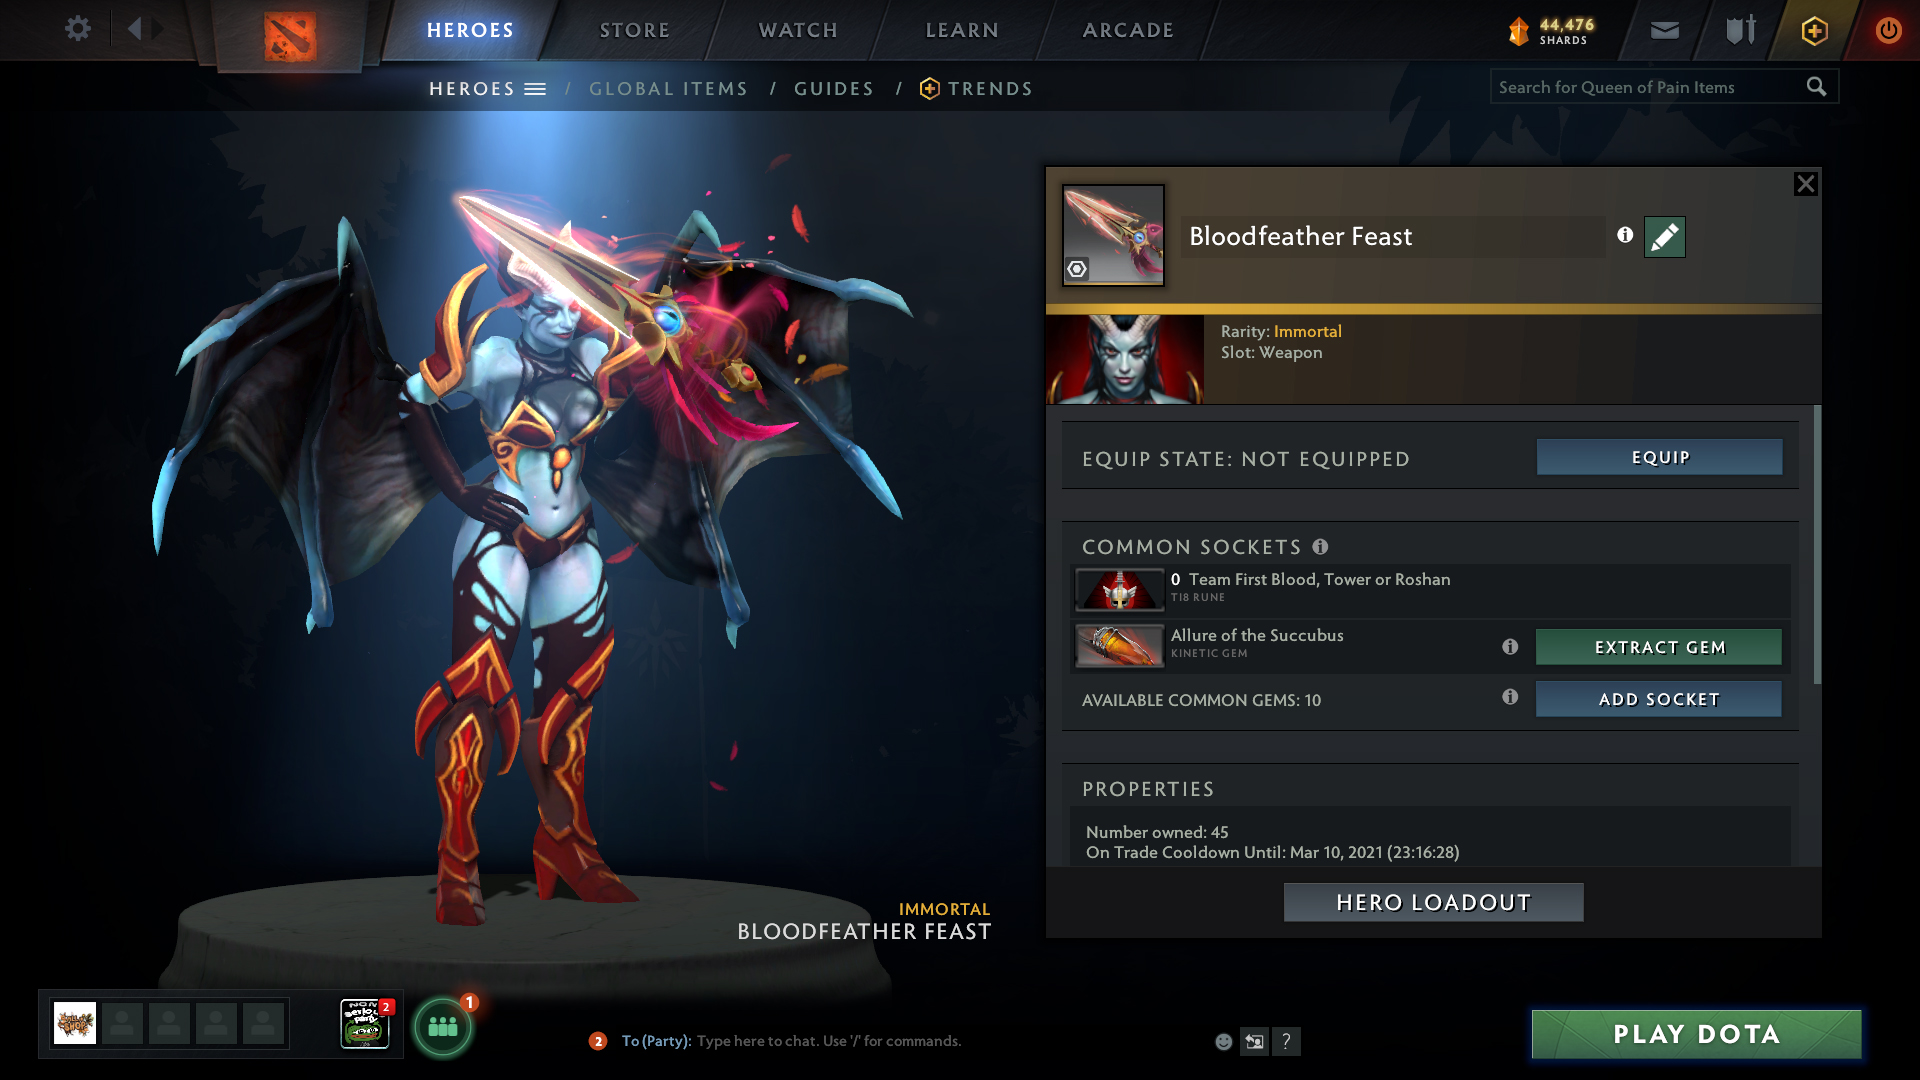 HEROES
STORE
WATCH
LEARN
ARCADE
44,476
SHARDS
HEROES / GLOBAL ITEMS / GUIDES / TRENDS
Search for Queen of Pain Items
Bloodfeather Feast
Rarity: Immortal
Slot: Weapon
EQUIP STATE: NOT EQUIPPED
EQUIP
COMMON SOCKETS
0 Team First Blood, Tower or Roshan
TI8 RUNE
Allure of the Succubus
KINETIC GEM
EXTRACT GEM
AVAILABLE COMMON GEMS: 10
ADD SOCKET
PROPERTIES
Number owned: 45
On Trade Cooldown Until: Mar 10, 2021 (23:16:28)
HERO LOADOUT
IMMORTAL
BLOODFEATHER FEAST
NON
SERIOUS
PARTY
2
1
2
To (Party): Type here to chat. Use '/' for commands.
?
PLAY DOTA